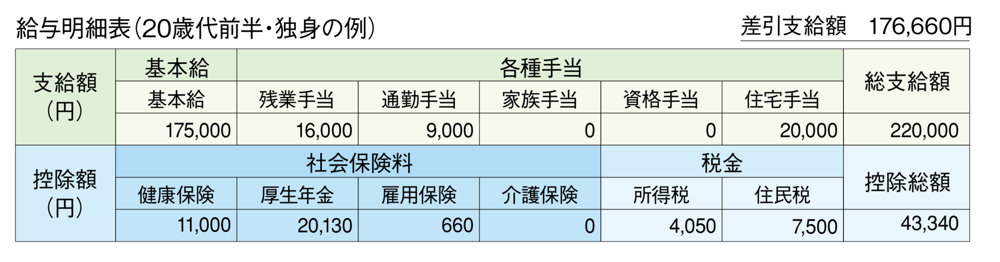 給与明細表(20歳代前半・独身の例) 差引支給額 176,660円
支給額
(円)
基本給 各種手当 総支給額
基本給 残業手当 通勤手当 家族手当 資格手当 住宅手当
175,000 16,000 9,000 0 0 20,000 220,000
控除額
(円)
社会保険料 税金 控除総額
健康保険 厚生年金 雇用保険 介護保険 所得税 住民税
11,000 20,130 660 0 4,050 7,500 43,340